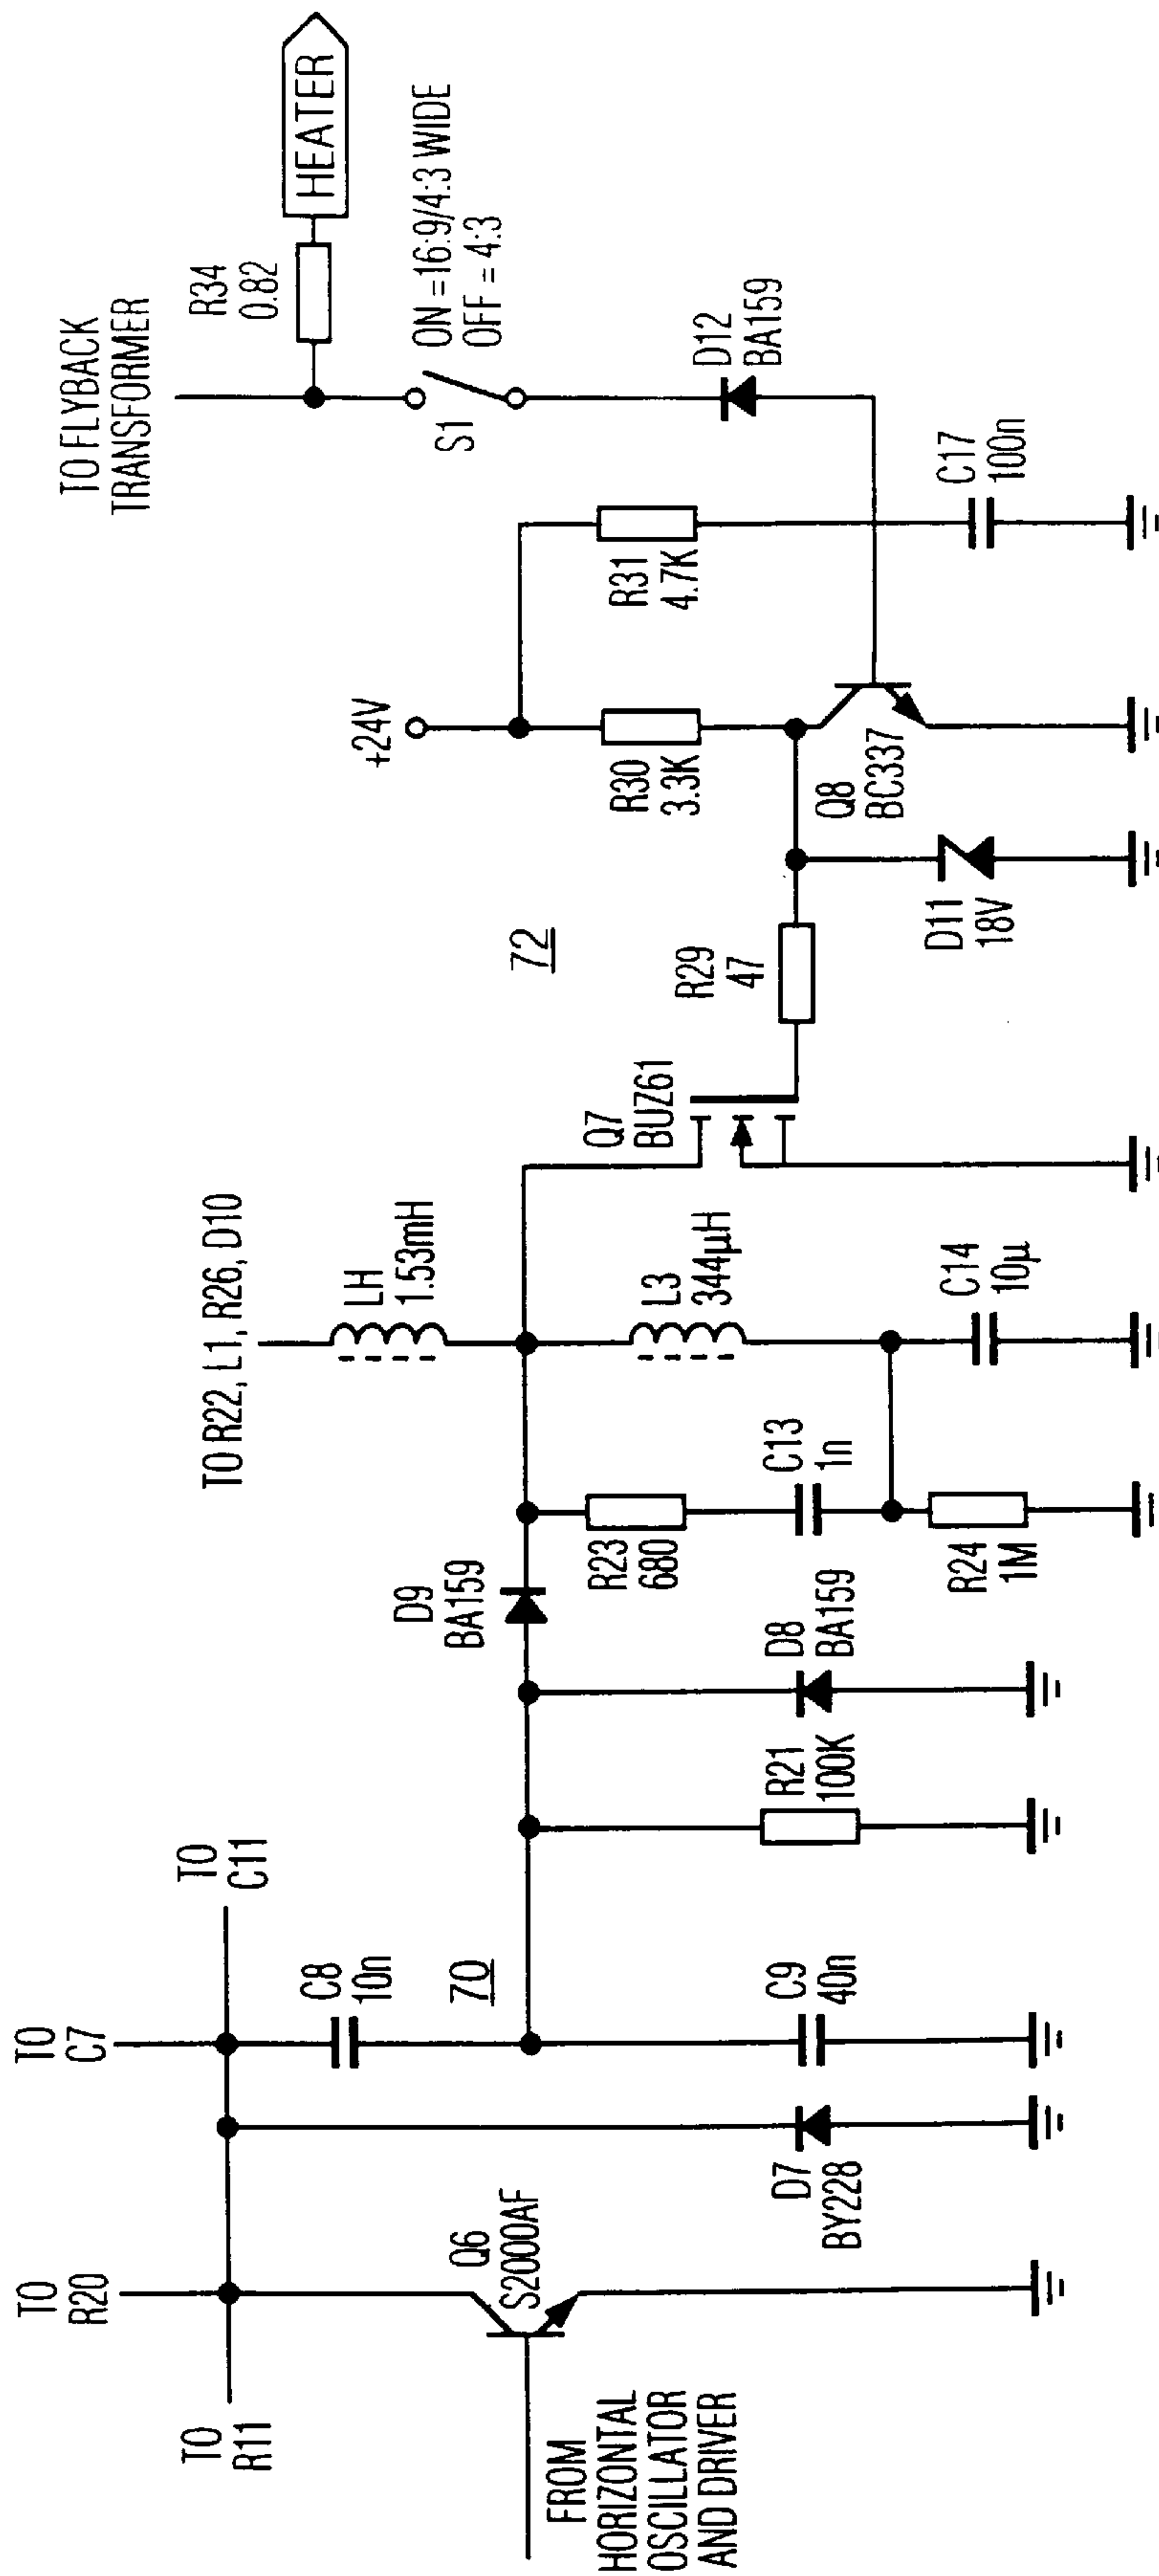 TO
R11
TO
R20
TO
C7
TO
C11
FROM
HORIZONTAL
OSCILLATOR
AND DRIVER
Q6
S2000AF
D7
BY228
C8
10n
70
C9
40n
R21
100K
D8
BA159
D9
BA159
R23
680
C13
1n
R24
1M
TO R22, L1, R26, D10
LH
1.53mH
L3
344µH
C14
10µ
Q7
BUZ61
R29
47
72
D11
18V
+24V
R30
3.3K
Q8
BC337
R31
4.7K
C17
100n
TO FLYBACK
TRANSFORMER
R34
0.82
HEATER
S1
ON =16:9/4:3 WIDE
OFF = 4:3
D12
BA159